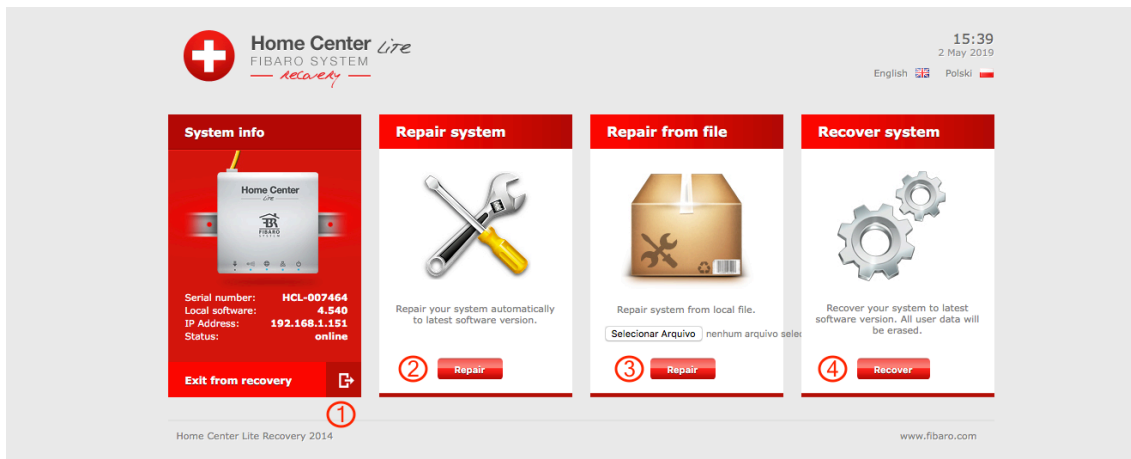 Home Center Lite
FIBARO SYSTEM
recovery
15:39
2 May 2019
English
Polski
System info
Home Center
Lite
FIBARO
SYSTEM
Serial number: HCL-007464
Local software: 4.540
IP Address: 192.168.1.151
Status: online
Exit from recovery
1
Repair system
Repair your system automatically
to latest software version.
2
Repair
Repair from file
Repair system from local file.
Selecionar Arquivo nenhum arquivo selec
3
Repair
Recover system
Recover your system to latest
software version. All user data will
be erased.
4
Recover
Home Center Lite Recovery 2014
www.fibaro.com